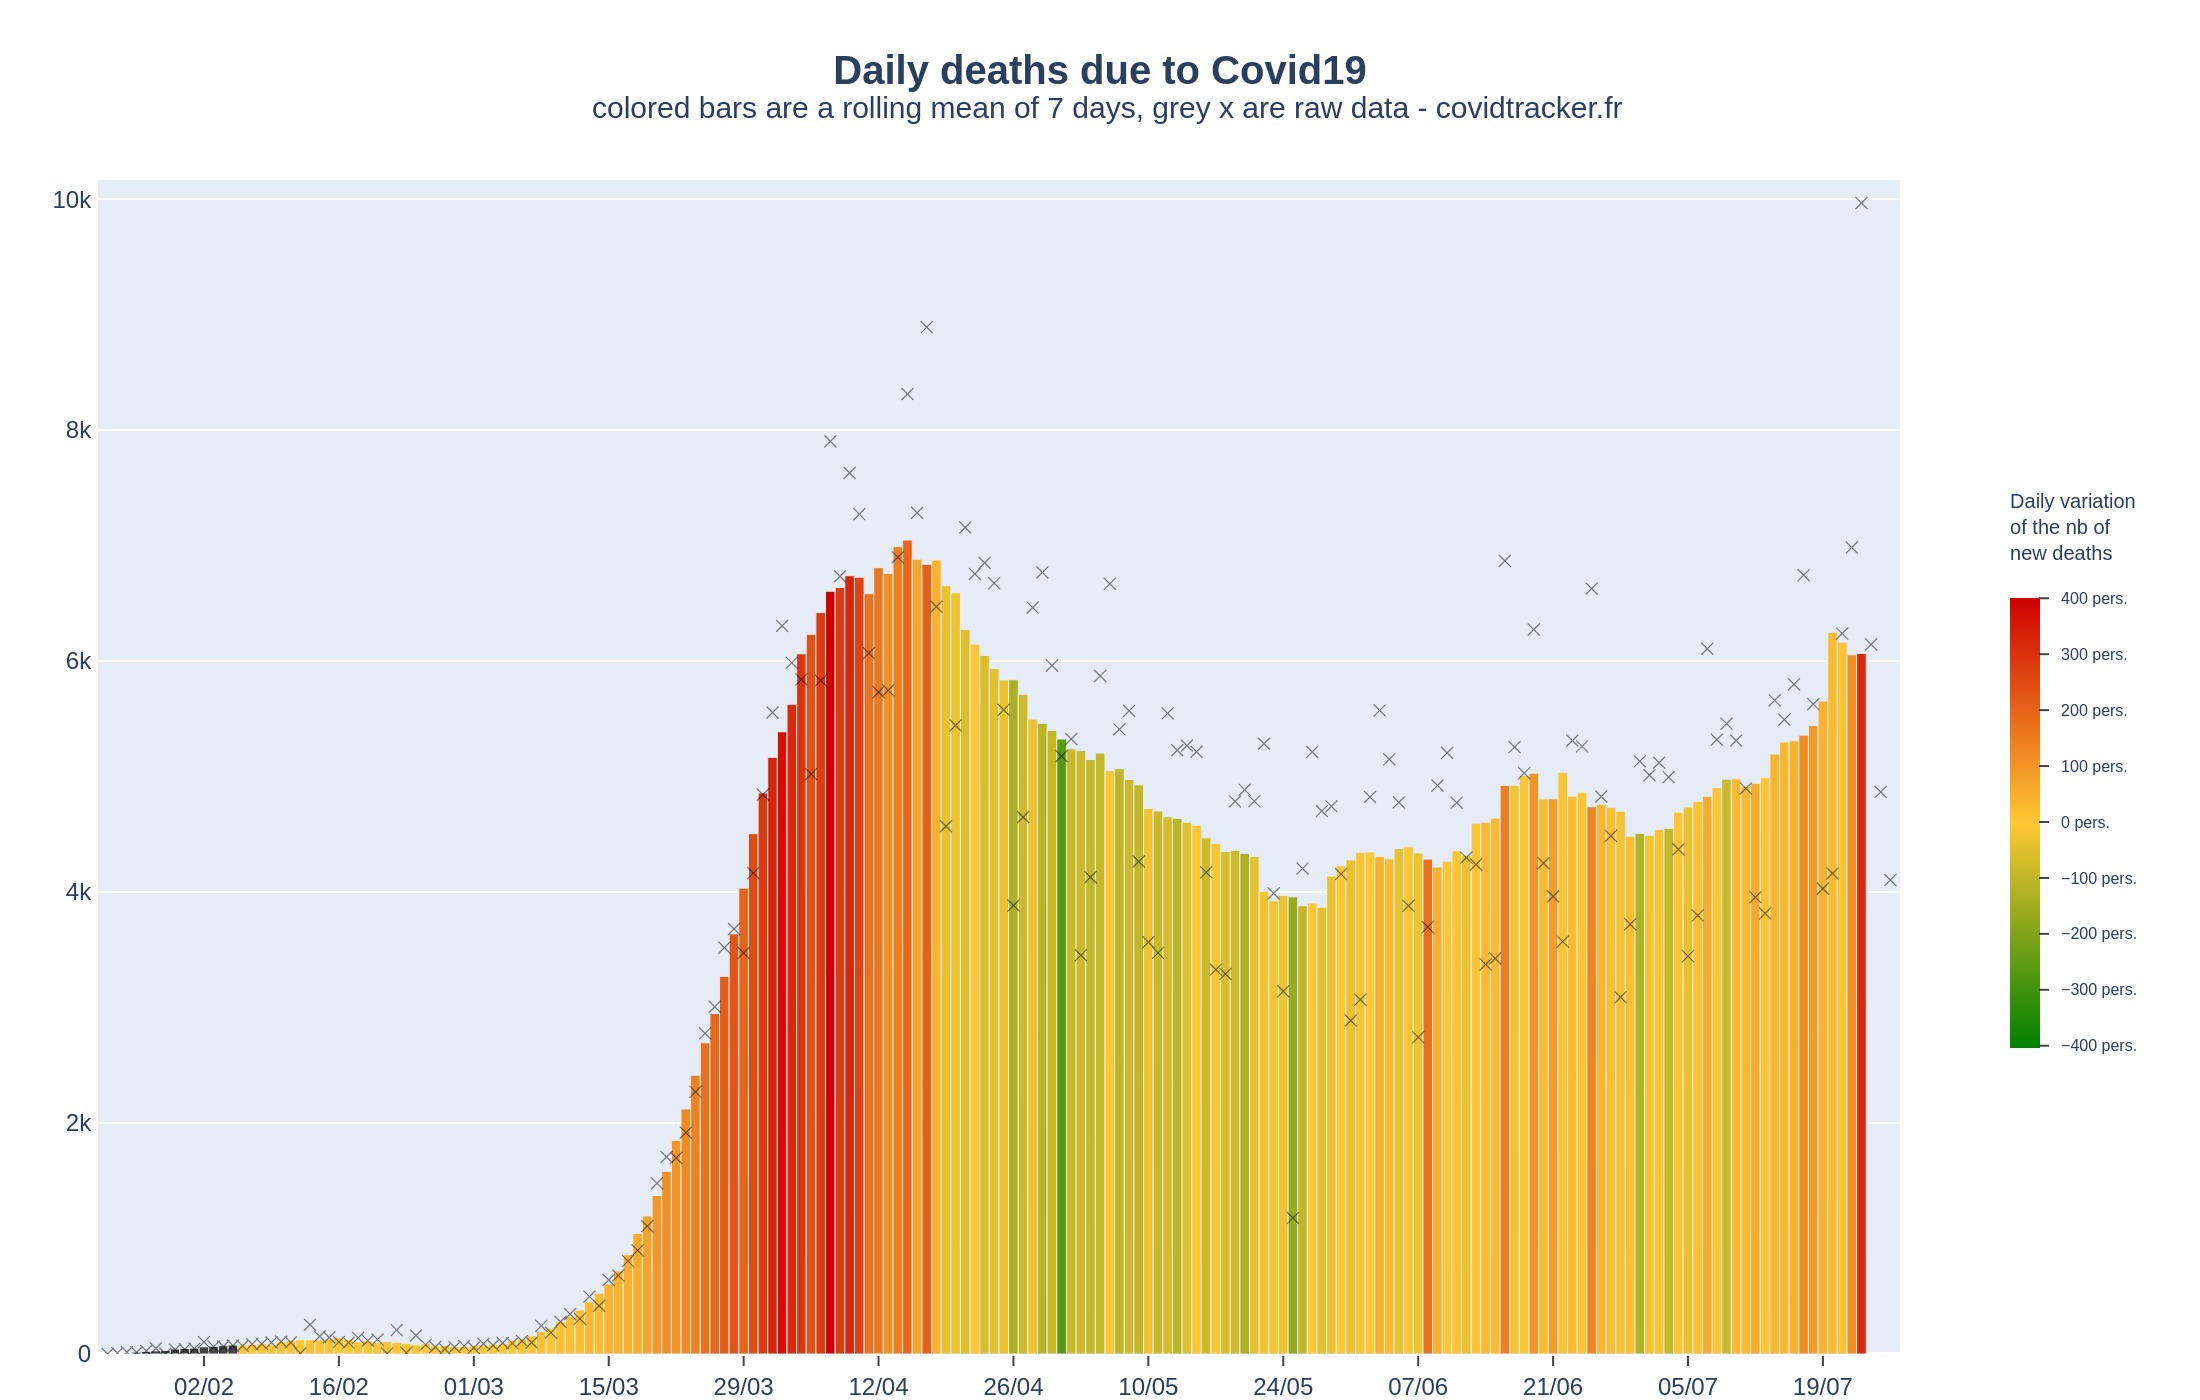 Daily deaths due to Covid19
colored bars are a rolling mean of 7 days, grey x are raw data - covidtracker.fr
10k
8k
6k
4k
2k
0
02/02
16/02
01/03
15/03
29/03
12/04
26/04
10/05
24/05
07/06
21/06
05/07
19/07
Daily variation
of the nb of
new deaths
400 pers.
300 pers.
200 pers.
100 pers.
0 pers.
−100 pers.
−200 pers.
−300 pers.
−400 pers.